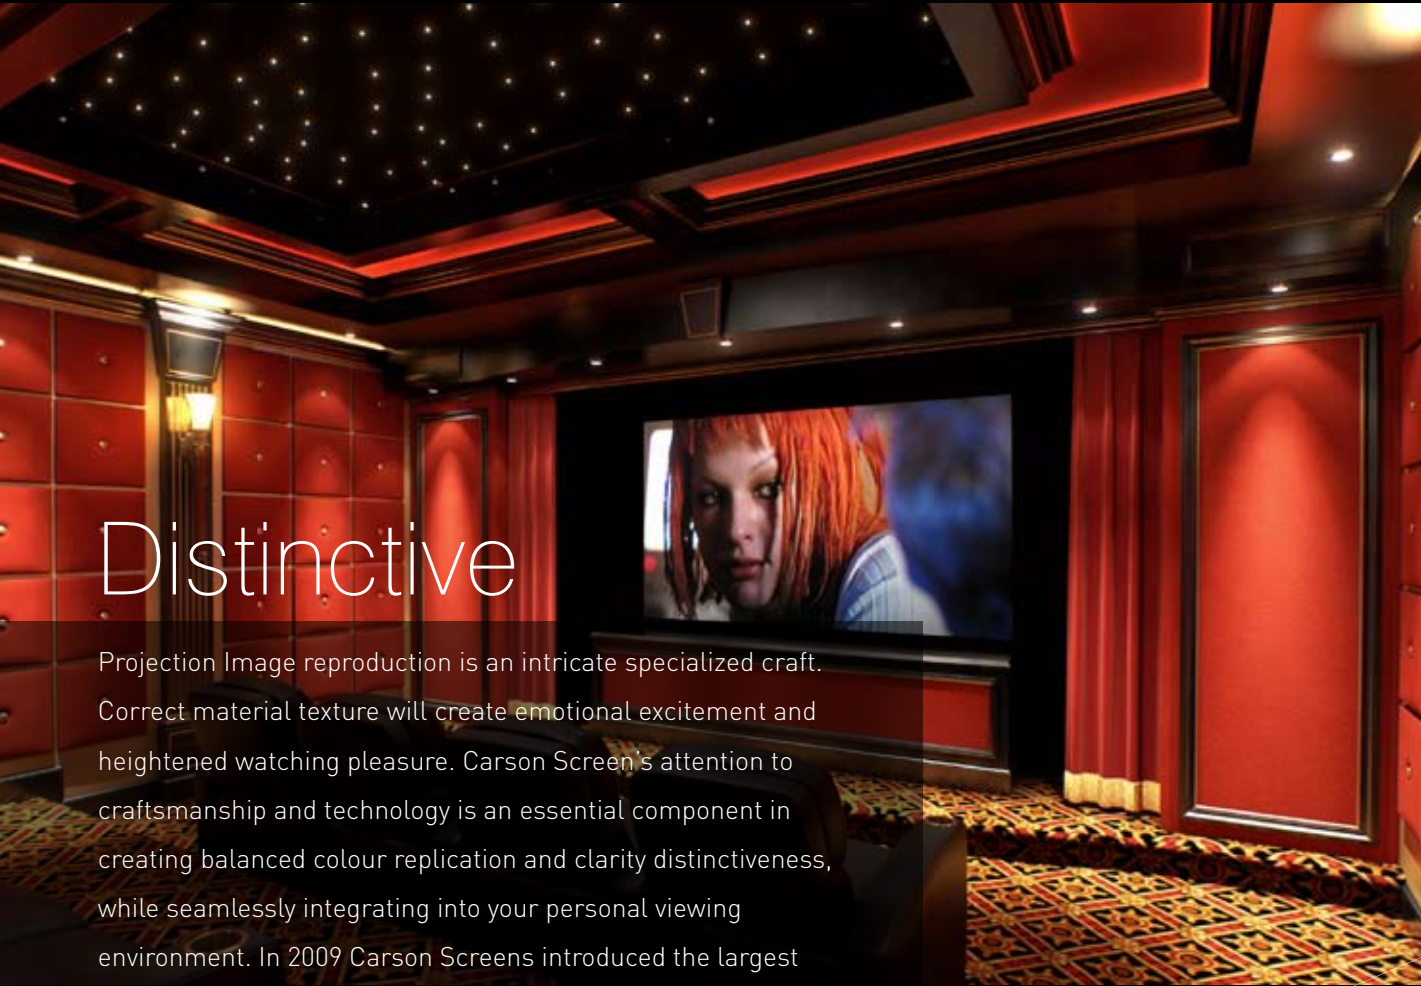 Distinctive
Projection Image reproduction is an intricate specialized craft.
Correct material texture will create emotional excitement and
heightened watching pleasure. Carson Screen's attention to
craftsmanship and technology is an essential component in
creating balanced colour replication and clarity distinctiveness,
while seamlessly integrating into your personal viewing
environment. In 2009 Carson Screens introduced the largest